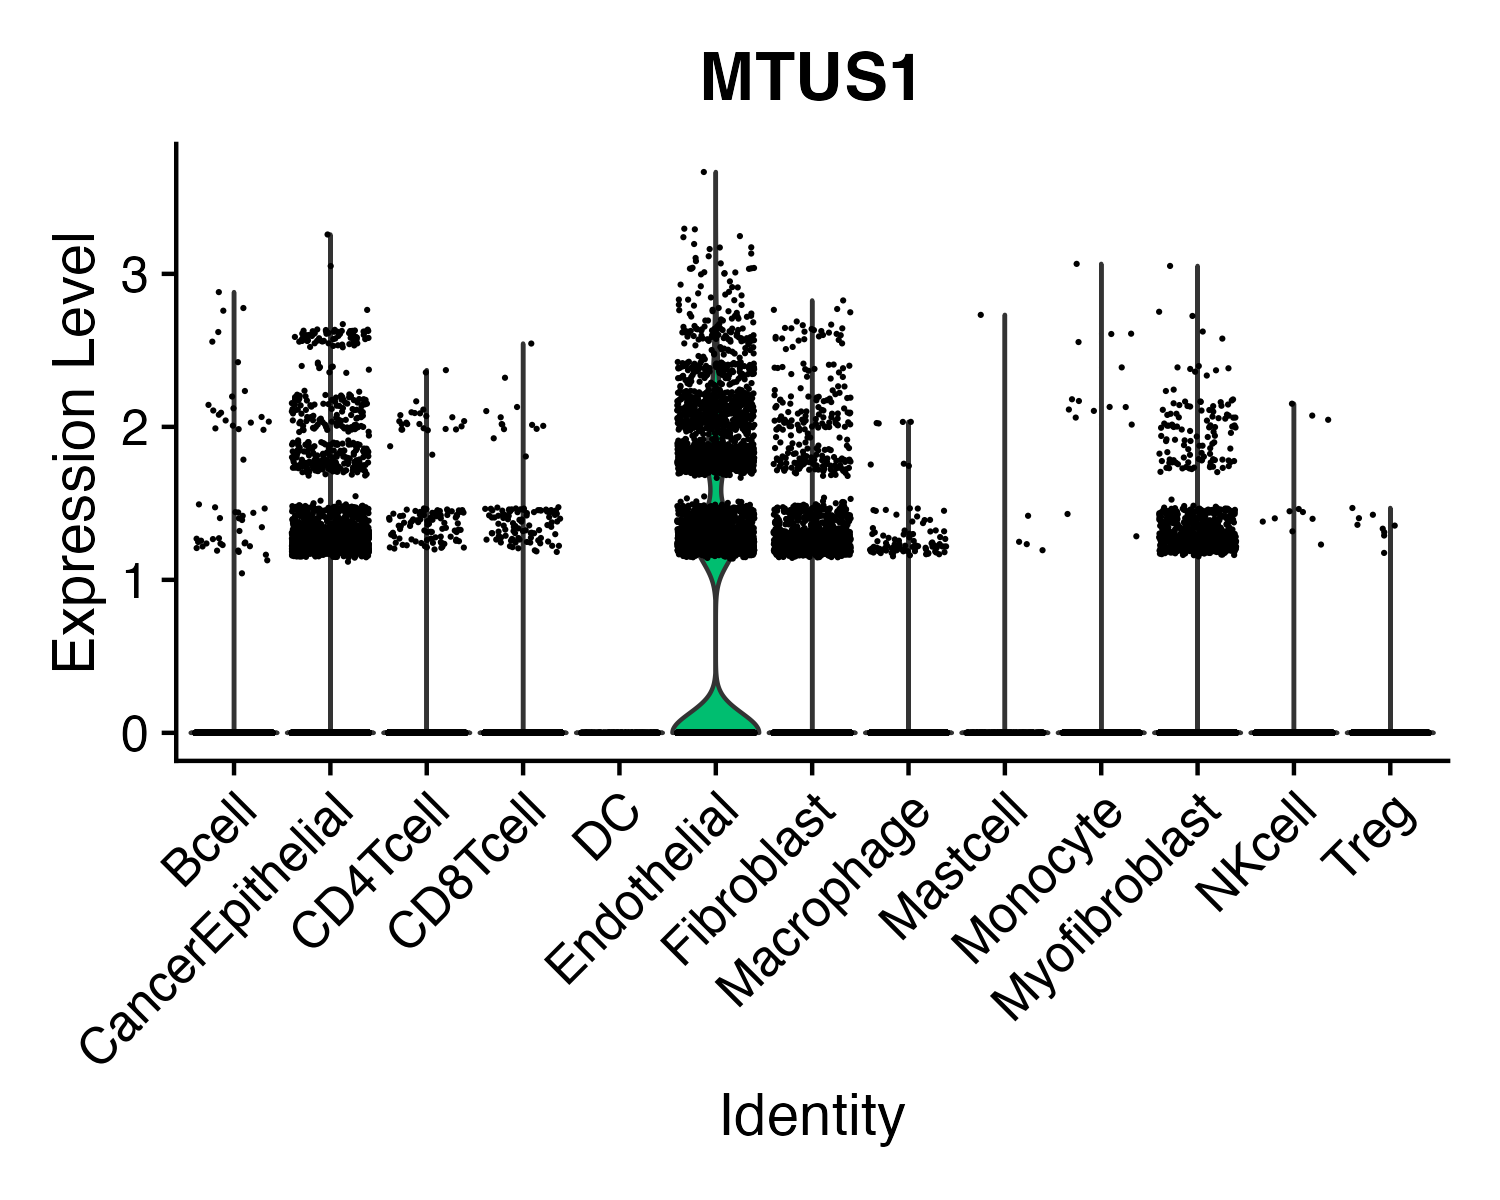 MTUS1
Expression Level
3
2
1
0
Bcell
CancerEpithelial
CD4Tcell
CD8Tcell
DC
Endothelial
Fibroblast
Macrophage
Mastcell
Monocyte
Myofibroblast
NKcell
Treg
Identity